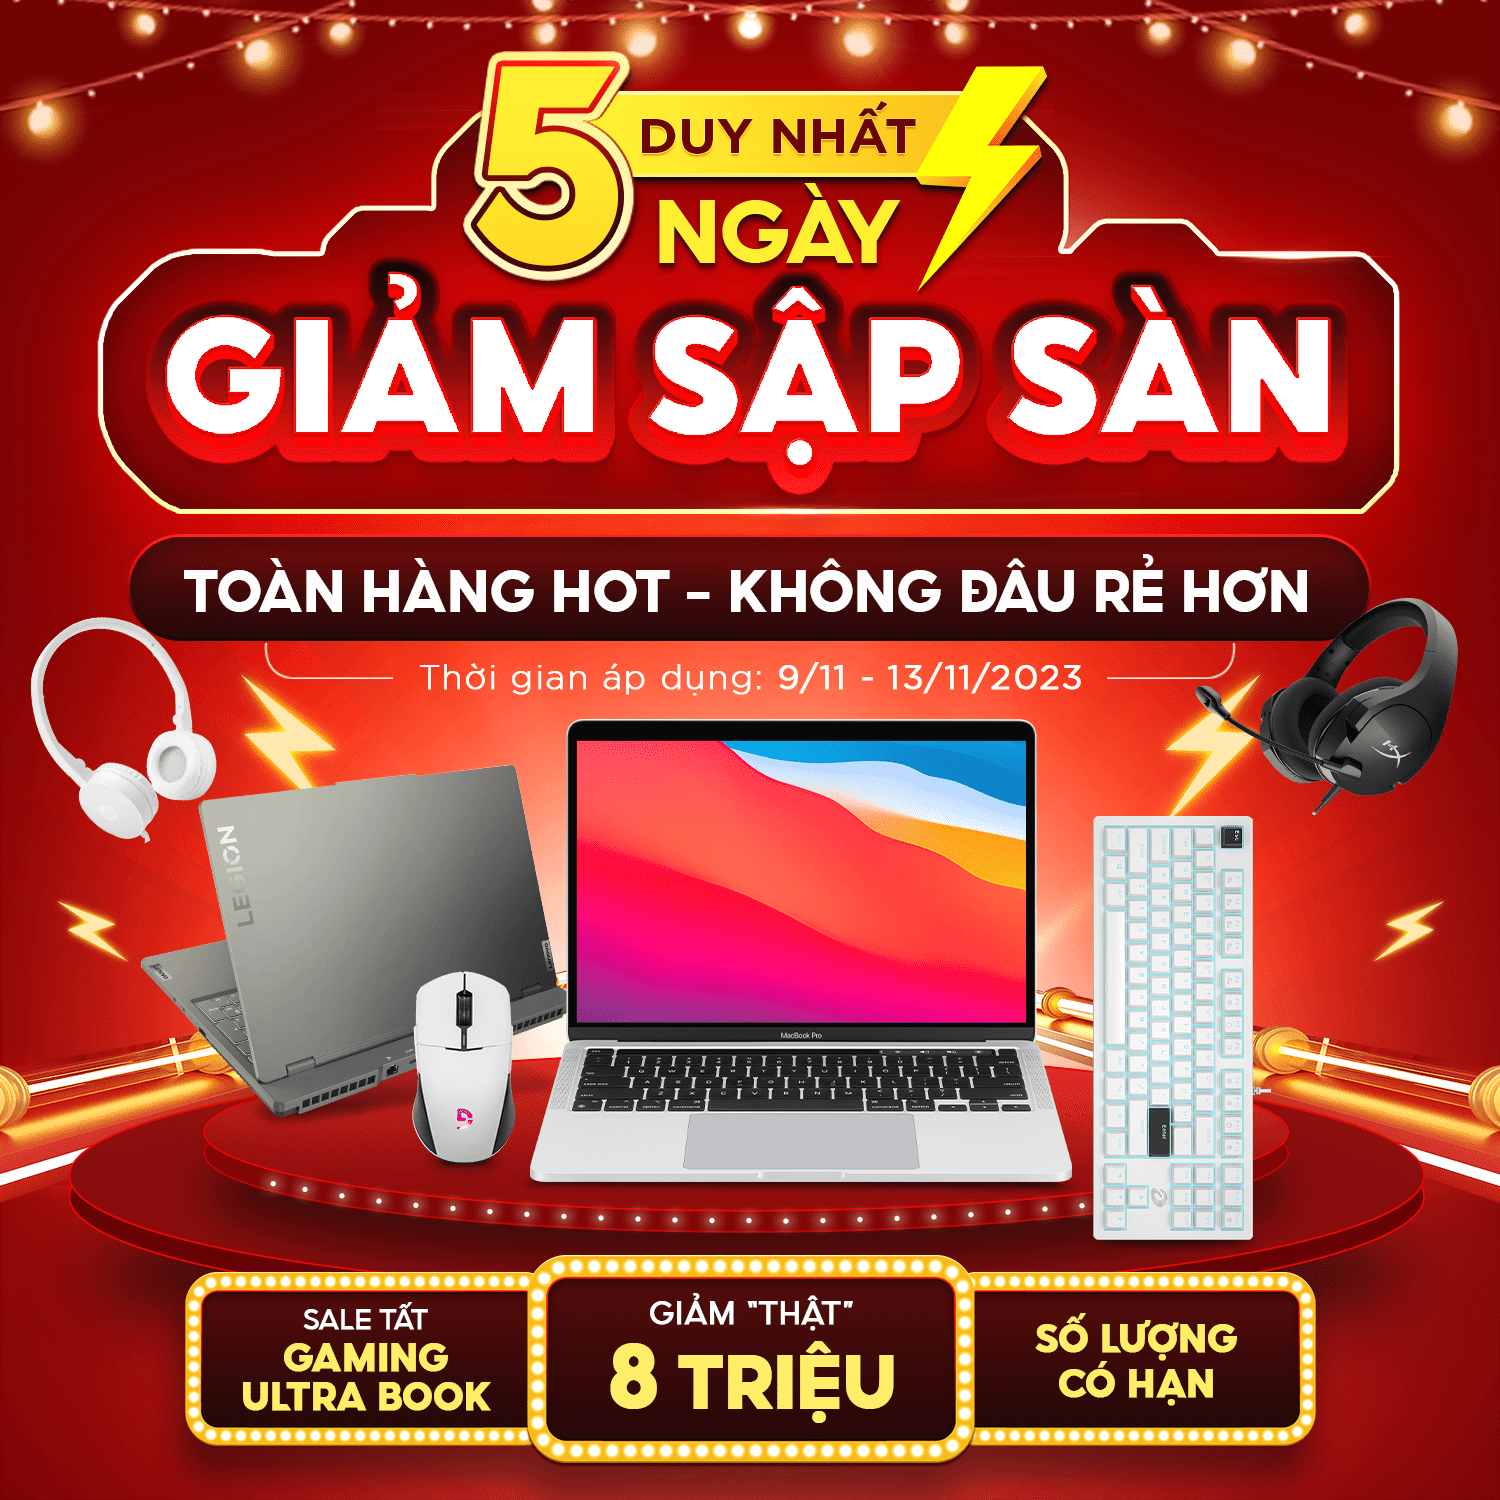 5 DUY NHẤT
NGÀY
GIẢM SẬP SÀN
TOÀN HÀNG HOT - KHÔNG ĐÂU RẺ HƠN
Thời gian áp dụng: 9/11 - 13/11/2023
LEGION
MacBook Pro
Esc
Enter
SALE TẤT
GAMING
ULTRA BOOK
GIẢM "THẬT"
8 TRIỆU
SỐ LƯỢNG
CÓ HẠN